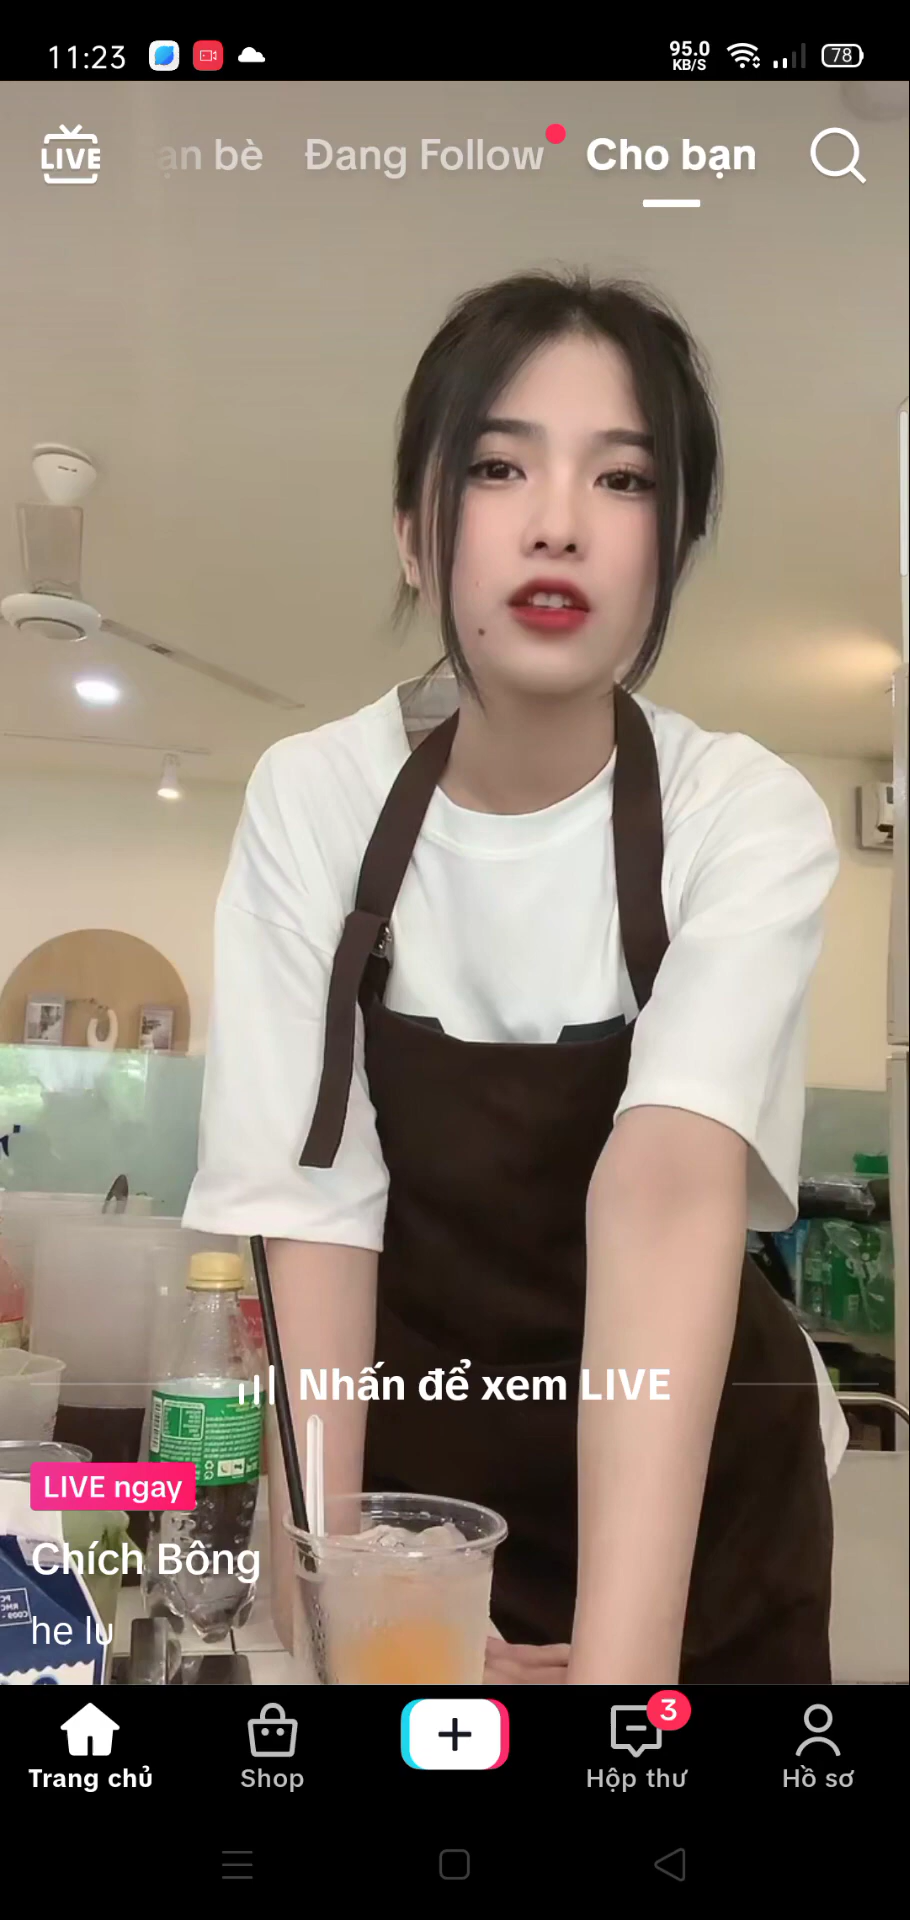 11:23
95.0
KB/S
78
LIVE
ạn bè
Đang Follow
Cho bạn
Nhấn để xem LIVE
LIVE ngay
Chích Bông
he lu
3
Trang chủ
Shop
Hộp thư
Hồ sơ